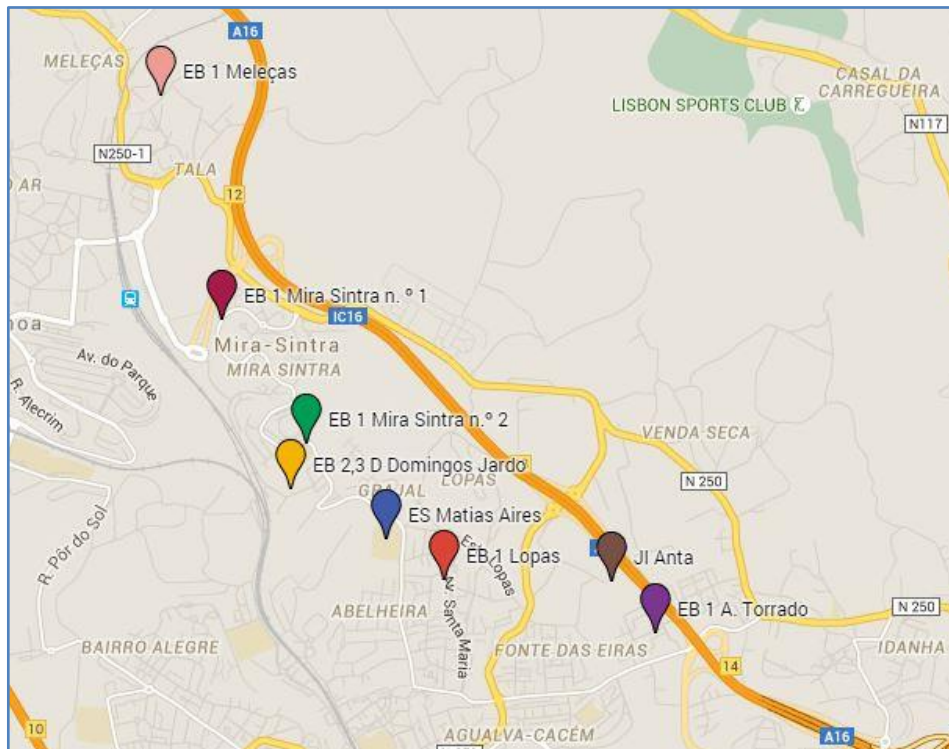 A16
MELEÇAS
EB 1 Meleças
CASAL DA
CARREGUEIRA
LISBON SPORTS CLUB
N117
N250-1
TALA
O AR
12
EB 1 Mira Sintra n. º 1
IC16
noa
Mira-Sintra
MIRA SINTRA
Av. do Parque
R. Alecrim
EB 1 Mira Sintra n.º 2
VENDA SECA
EB 2,3 D Domingos Jardo
GRAJAL
LOPAS
N 250
R. Pôr do Sol
ES Matias Aires
EB 1 Lopas
Lopas
JI Anta
Av. Santa Maria
ABELHEIRA
EB 1 A. Torrado
N 250
BAIRRO ALEGRE
FONTE DAS EIRAS
IDANHA
14
10
AGUALVA-CACÉM
A16